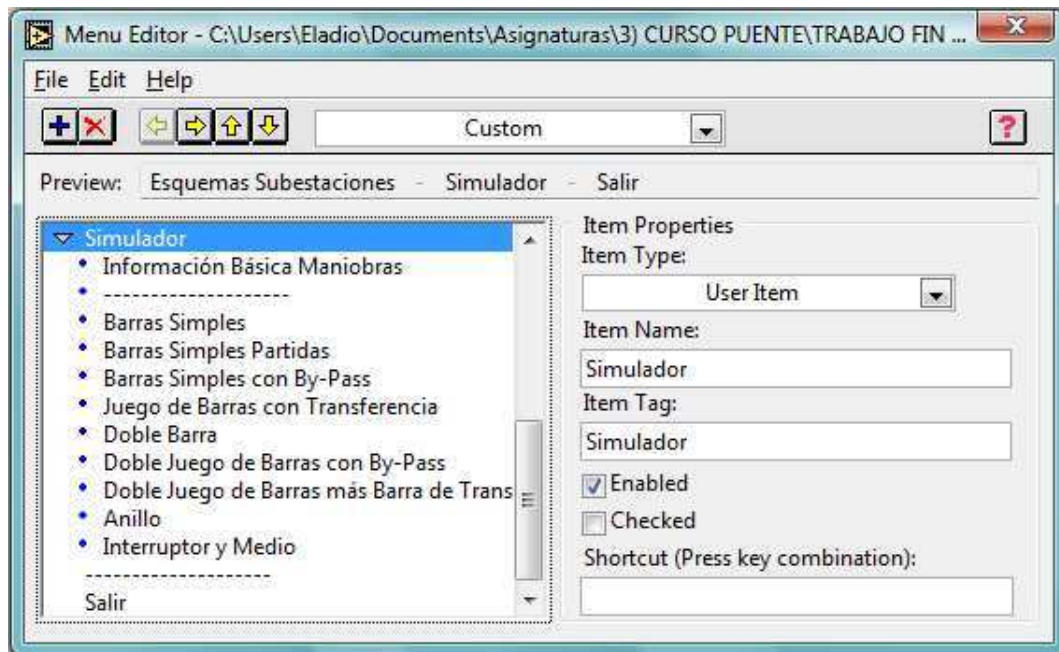 Menu Editor - C:\Users\Eladio\Documents\Asignaturas\3) CURSO PUENTE\TRABAJO FIN ...
File Edit Help
Custom
?
Preview: Esquemas Subestaciones - Simulador - Salir
Simulador
Información Básica Maniobras
--------------------
Barras Simples
Barras Simples Partidas
Barras Simples con By-Pass
Juego de Barras con Transferencia
Doble Barra
Doble Juego de Barras con By-Pass
Doble Juego de Barras más Barra de Trans
Anillo
Interruptor y Medio
--------------------
Salir
Item Properties
Item Type:
User Item
Item Name:
Simulador
Item Tag:
Simulador
Enabled
Checked
Shortcut (Press key combination):